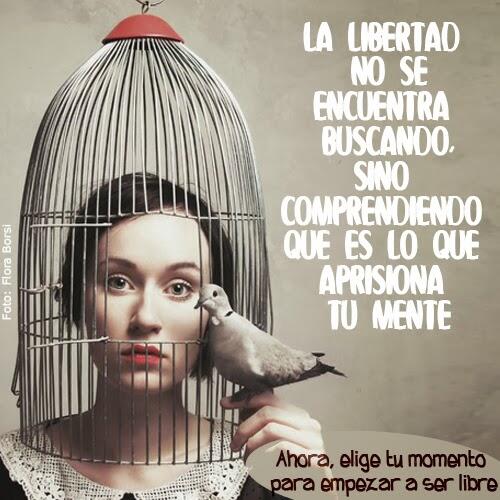 LA LIBERTAD
NO SE
ENCUENTRA
BUSCANDO,
SINO
COMPRENDIENDO
QUE ES LO QUE
APRISIONA
TU MENTE
Foto: Flora Borsi
Ahora, elige tu momento
para empezar a ser libre